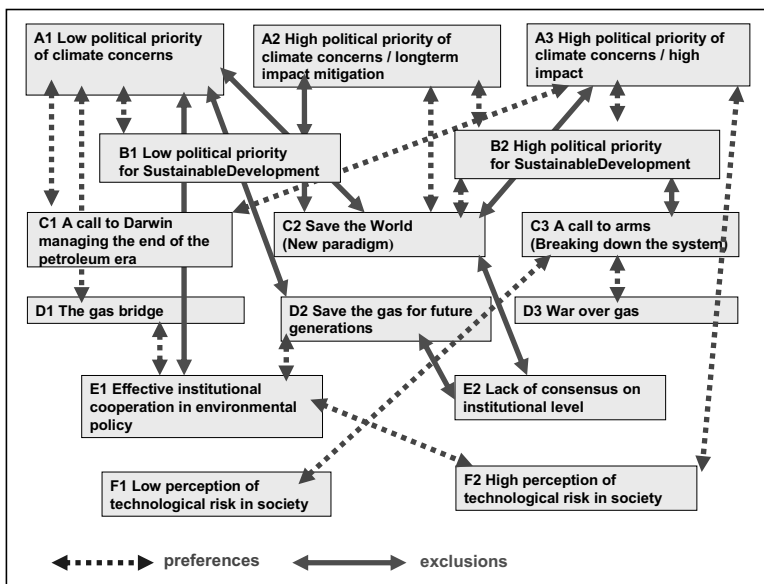 A1 Low political priority
of climate concerns
A2 High political priority of
climate concerns / longterm
impact mitigation
A3 High political priority of
climate concerns / high
impact
B1 Low political priority
for SustainableDevelopment
B2 High political priority
for SustainableDevelopment
C1 A call to Darwin
managing the end of the
petroleum era
C2 Save the World
(New paradigm)
C3 A call to arms
(Breaking down the system)
D1 The gas bridge
D2 Save the gas for future
generations
D3 War over gas
E1 Effective institutional
cooperation in environmental
policy
E2 Lack of consensus on
institutional level
F1 Low perception of
technological risk in society
F2 High perception of
technological risk in society
preferences
exclusions